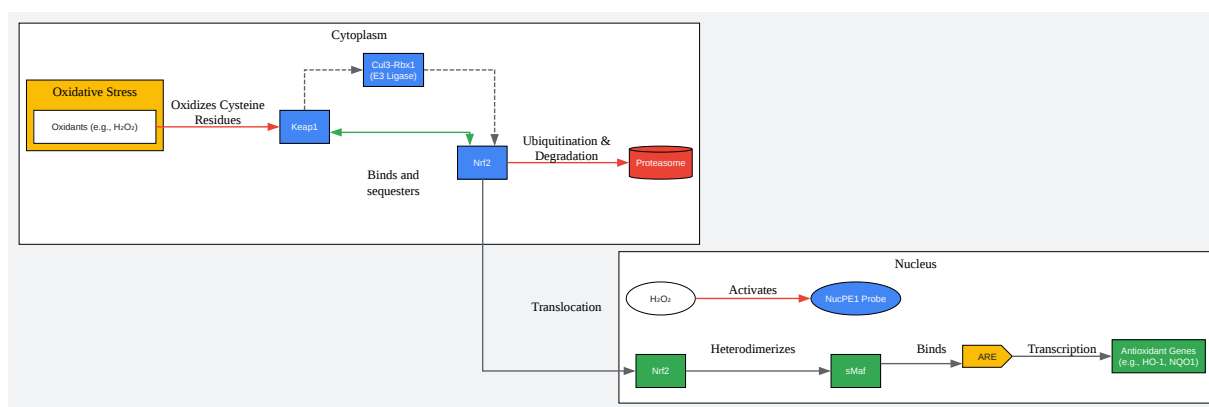 Cytoplasm
Cul3-Rbx1
(E3 Ligase)
Oxidative Stress
Oxidants (e.g., H₂O₂)
Oxidizes Cysteine
Residues
Keap1
Binds and
sequesters
Nrf2
Ubiquitination &
Degradation
Proteasome
Translocation
Nucleus
H₂O₂
Activates
NucPE1 Probe
Nrf2
Heterodimerizes
sMaf
Binds
ARE
Transcription
Antioxidant Genes
(e.g., HO-1, NQO1)